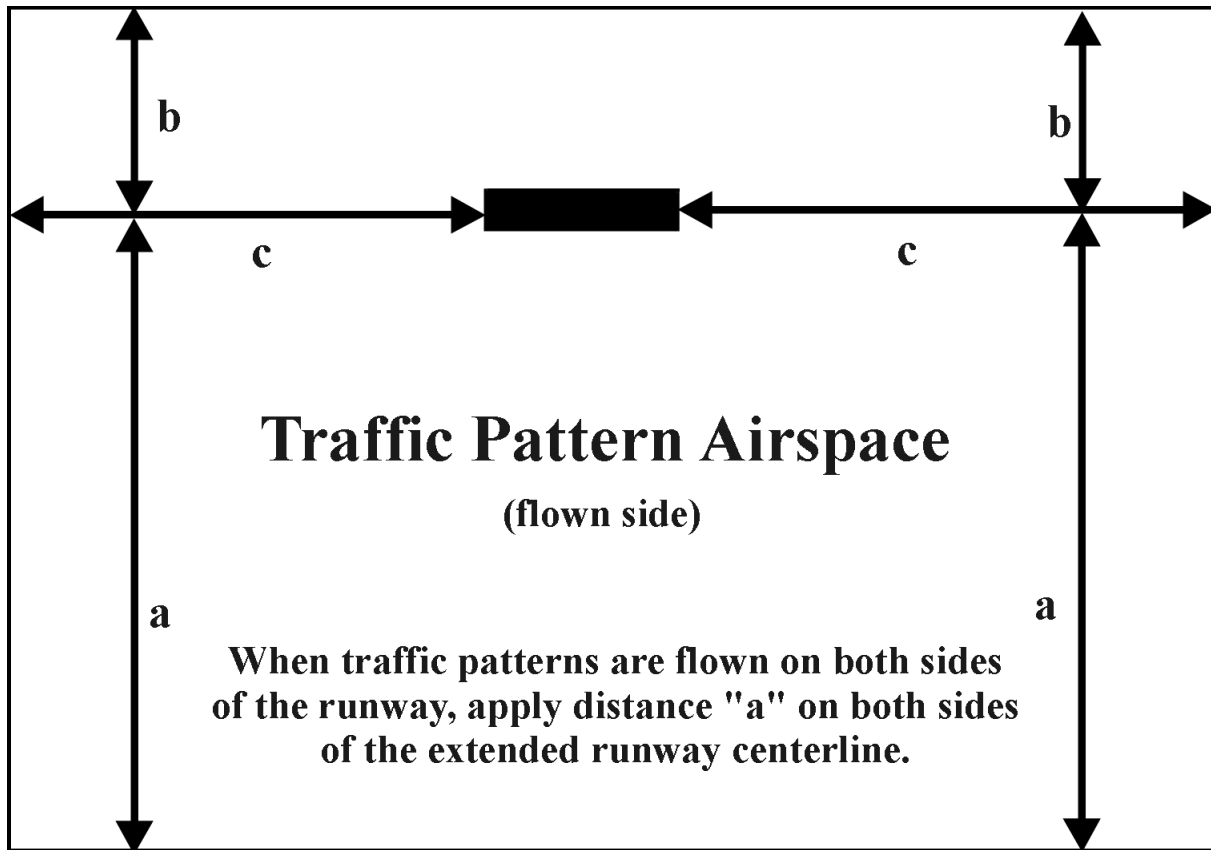 b
b
c
c
Traffic Pattern Airspace
(flown side)
a
a
When traffic patterns are flown on both sides
of the runway, apply distance "a" on both sides
of the extended runway centerline.